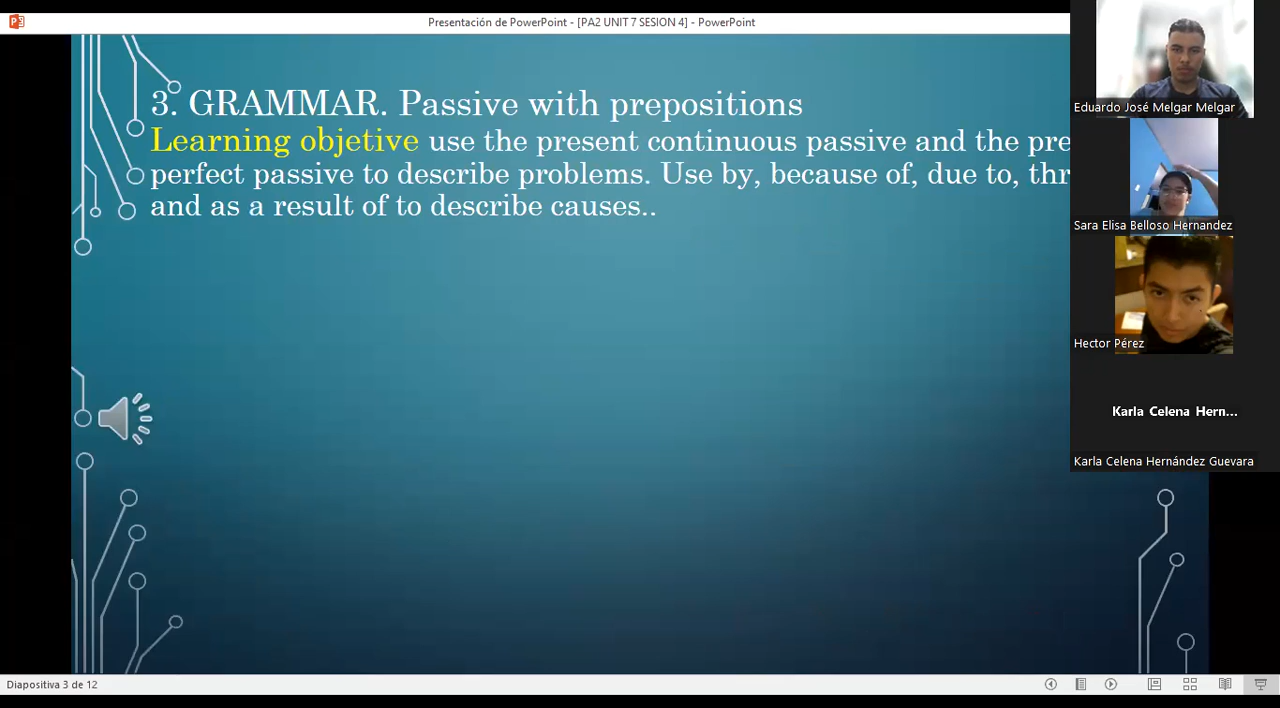 Presentación de PowerPoint - [PA2 UNIT 7 SESION 4] - PowerPoint
3. GRAMMAR. Passive with prepositions
Learning objetive use the present continuous passive and the pre
perfect passive to describe problems. Use by, because of, due to, thr
and as a result of to describe causes..
Eduardo José Melgar Melgar
Sara Elisa Belloso Hernandez
Hector Pérez
Karla Celena Hern...
Karla Celena Hernández Guevara
Diapositiva 3 de 12